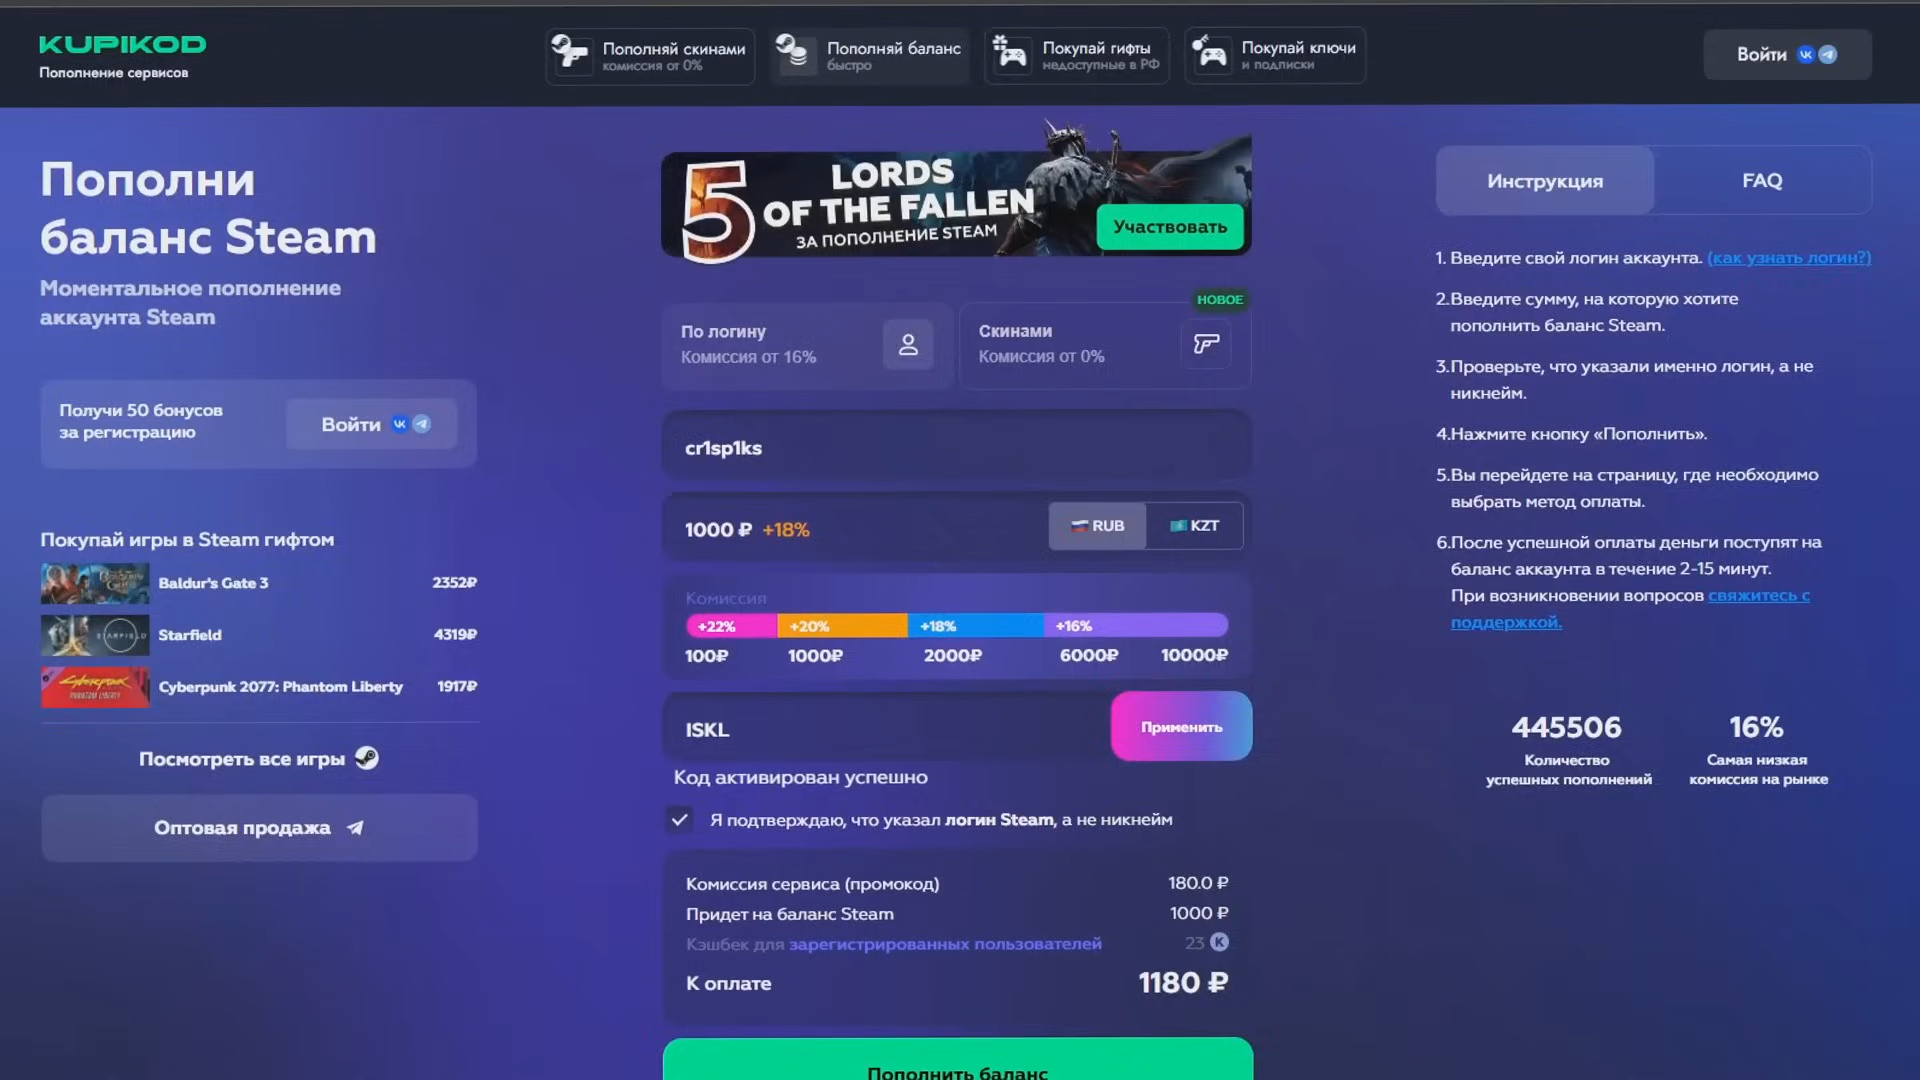 KUPIKOD
Пополнение сервисов
Пополняй скинами
комиссия от 0%
Пополняй баланс
быстро
Покупай гифты
недоступные в РФ
Покупай ключи
и подписки
Войти
Пополни
баланс Steam
Моментальное пополнение
аккаунта Steam
Получи 50 бонусов
за регистрацию
Войти
Покупай игры в Steam гифтом
Baldur's Gate 3 2352₽
STARFIELD
Starfield 4319₽
Cyberpunk
PHANTOM LIBERTY
Cyberpunk 2077: Phantom Liberty 1917₽
Посмотреть все игры
Оптовая продажа
5 LORDS
OF THE FALLEN
ЗА ПОПОЛНЕНИЕ STEAM
Участвовать
НОВОЕ
По логину
Комиссия от 16%
Скинами
Комиссия от 0%
cr1sp1ks
1000 ₽ +18%
RUB KZT
Комиссия
+22% +20% +18% +16%
100₽ 1000₽ 2000₽ 6000₽ 10000₽
ISKL
Применить
Код активирован успешно
Я подтверждаю, что указал логин Steam, а не никнейм
Комиссия сервиса (промокод) 180.0 ₽
Придет на баланс Steam 1000 ₽
Кэшбек для зарегистрированных пользователей 23 K
К оплате 1180 ₽
Пополнить баланс
Инструкция
FAQ
1. Введите свой логин аккаунта. (как узнать логин?)
2.Введите сумму, на которую хотите
пополнить баланс Steam.
3.Проверьте, что указали именно логин, а не
никнейм.
4.Нажмите кнопку «Пополнить».
5.Вы перейдете на страницу, где необходимо
выбрать метод оплаты.
6.После успешной оплаты деньги поступят на
баланс аккаунта в течение 2-15 минут.
При возникновении вопросов свяжитесь с
поддержкой.
445506
Количество
успешных пополнений
16%
Самая низкая
комиссия на рынке